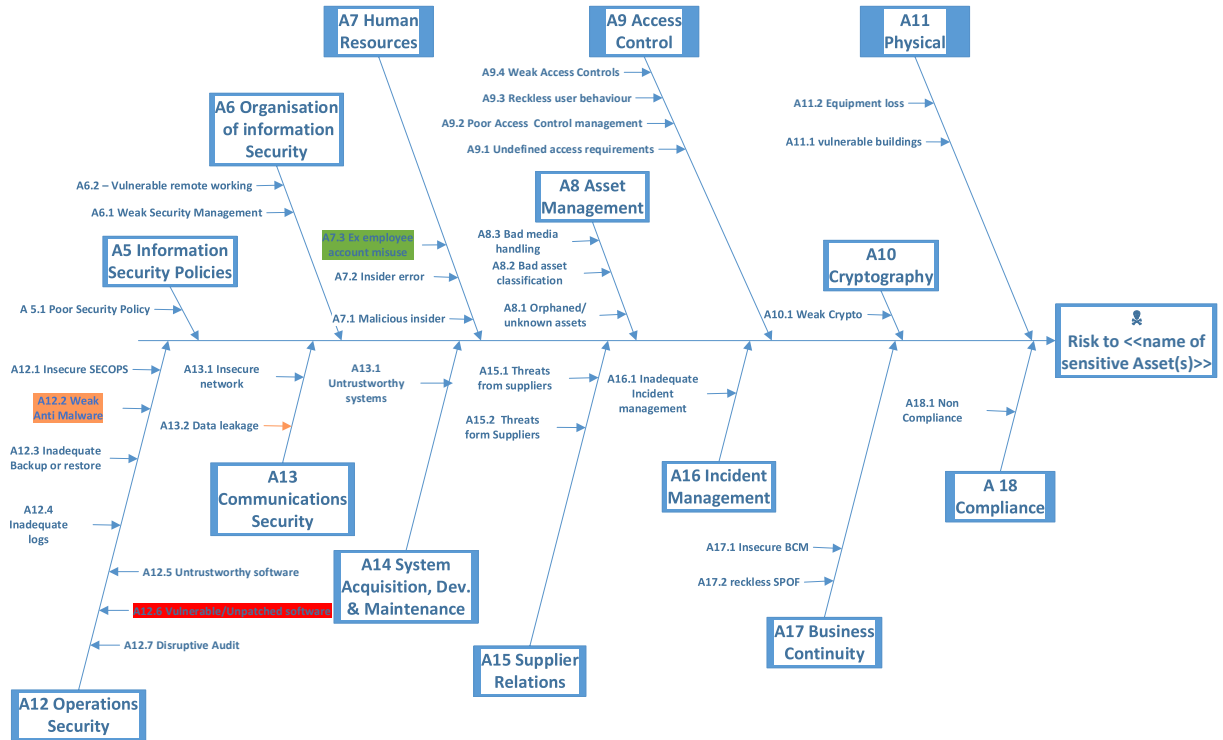 A7 Human
Resources
A9 Access
Control
A11
Physical
A9.4 Weak Access Controls
A9.3 Reckless user behaviour
A9.2 Poor Access  Control management
A9.1 Undefined access requirements
A11.2 Equipment loss
A11.1 vulnerable buildings
A6 Organisation
of information
Security
A6.2 – Vulnerable remote working
A6.1 Weak Security Management
A8 Asset
Management
A7.3 Ex employee
account misuse
A7.2 Insider error
A7.1 Malicious insider
A8.3 Bad media
handling
A8.2 Bad asset
classification
A8.1 Orphaned/
unknown assets
A5 Information
Security Policies
A 5.1 Poor Security Policy
A10
Cryptography
A10.1 Weak Crypto
Risk to <<name of
sensitive Asset(s)>>
A12.1 Insecure SECOPS
A12.2 Weak
Anti Malware
A12.3 Inadequate
Backup or restore
A12.4
Inadequate
logs
A12.5 Untrustworthy software
A12.6 Vulnerable/Unpatched software
A12.7 Disruptive Audit
A12 Operations
Security
A13.1 Insecure
network
A13.2 Data leakage
A13
Communications
Security
A13.1
Untrustworthy
systems
A14 System
Acquisition, Dev.
& Maintenance
A15.1 Threats
from suppliers
A15.2  Threats
form Suppliers
A15 Supplier
Relations
A16.1 Inadequate
Incident
management
A16 Incident
Management
A17.1 Insecure BCM
A17.2 reckless SPOF
A17 Business
Continuity
A18.1 Non
Compliance
A 18
Compliance